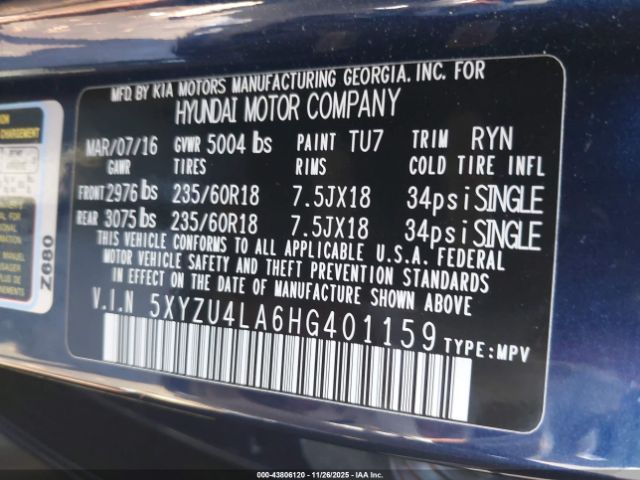 MFD. BY KIA MOTORS MANUFACTURING GEORGIA, INC. FOR
HYUNDAI MOTOR COMPANY
MAR/07/16 GVWR 5004 lbs PAINT TU7 TRIM RYN
GAWR TIRES RIMS COLD TIRE INFL
FRONT 2976 lbs 235/60R18 7.5JX18 34psi SINGLE
REAR 3075 lbs 235/60R18 7.5JX18 34psi SINGLE
THIS VEHICLE CONFORMS TO ALL APPLICABLE U.S.A. FEDERAL
MOTOR VEHICLE SAFETY AND THEFT PREVENTION STANDARDS
IN EFFECT ON THE DATE OF MANUFACTURE SHOWN ABOVE.
V.I.N 5XYZU4LA6HG401159
TYPE: MPV
Z680
000-43806120 - 11/26/2025 - IAAI.COM